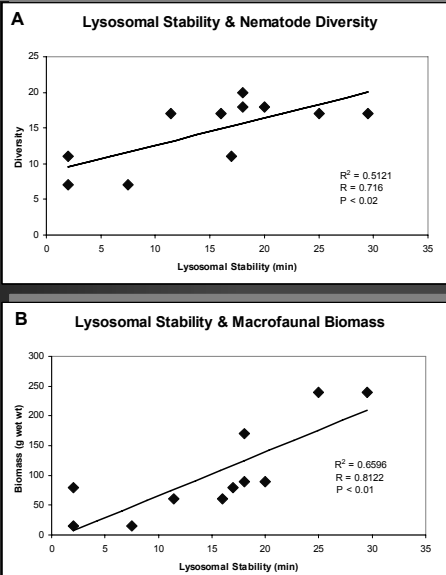 A
Lysosomal Stability & Nematode Diversity
25
20
15
10
5
0
Diversity
R² = 0.5121
R = 0.716
P < 0.02
0 5 10 15 20 25 30 35
Lysosomal Stability (min)
B
Lysosomal Stability & Macrofaunal Biomass
300
250
200
150
100
50
0
Biomass (g wet wt)
R² = 0.6596
R = 0.8122
P < 0.01
0 5 10 15 20 25 30 35
Lysosomal Stability (min)